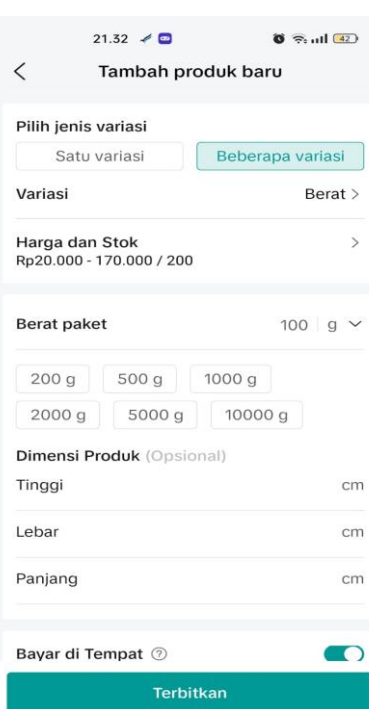 21.32 42
Tambah produk baru
Pilih jenis variasi
Satu variasi Beberapa variasi
Variasi Berat >
Harga dan Stok >
Rp20.000 - 170.000 / 200
Berat paket 100 g
200 g 500 g 1000 g
2000 g 5000 g 10000 g
Dimensi Produk (Opsional)
Tinggi cm
Lebar cm
Panjang cm
Bayar di Tempat ?
Terbitkan